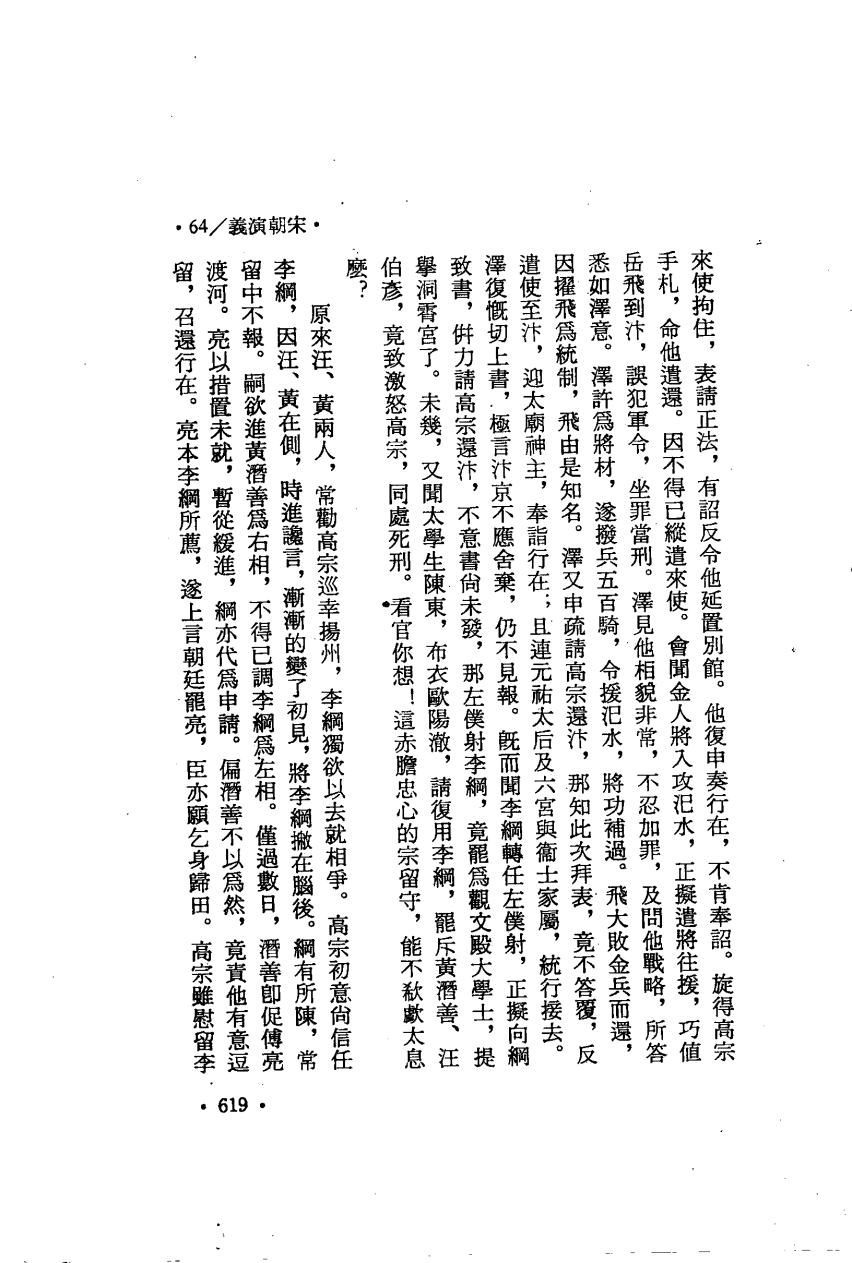 •64／義演朝宋•
來使拘住，表請正法，有詔反令他延置別館。他復申奏行在，不肯奉詔。旋得高宗
手札，命他遣還。因不得已縱遣來使。會聞金人將入攻汜水，正擬遣將往援，巧值
岳飛到汴，誤犯軍令，坐罪當刑。澤見他相貌非常，不忍加罪，及問他戰略，所答
悉如澤意。澤許爲將材，遂撥兵五百騎，令援汜水，將功補過。飛大敗金兵而還，
因擢飛爲統制，飛由是知名。澤又申疏請高宗還汴，那知此次拜表，竟不答覆，反
遣使至汴，迎太廟神主，奉詣行在；且連元祐太后及六宮與衞士家屬，統行接去。
澤復慨切上書，極言汴京不應舍棄，仍不見報。旣而聞李綱轉任左僕射，正擬向綱
致書，倂力請高宗還汴，不意書尙未發，那左僕射李綱，竟罷爲觀文殿大學士，提
擧洞霄宮了。未幾，又聞太學生陳東，布衣歐陽澈，請復用李綱，罷斥黃潛善、汪
伯彥，竟致激怒高宗，同處死刑。看官你想！這赤膽忠心的宗留守，能不欷歔太息
麼？
原來汪、黃兩人，常勸高宗巡幸揚州，李綱獨欲以去就相爭。高宗初意尙信任
李綱，因汪、黃在側，時進讒言，漸漸的變了初見，將李綱撇在腦後。綱有所陳，常
留中不報。嗣欲進黃潛善爲右相，不得已調李綱爲左相。僅過數日，潛善卽促傅亮
渡河。亮以措置未就，暫從緩進，綱亦代爲申請。偏潛善不以爲然，竟責他有意逗
留，召還行在。亮本李綱所薦，遂上言朝廷罷亮，臣亦願乞身歸田。高宗雖慰留李
•619•